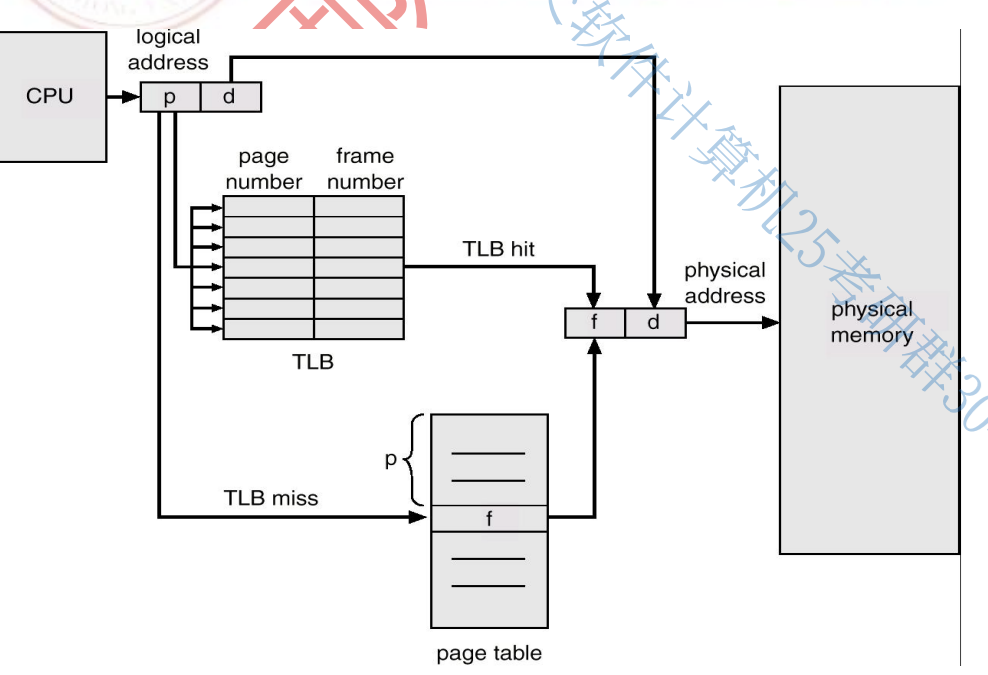 logical
address
CPU
p
d
page
number
frame
number
TLB hit
TLB
physical
address
f
d
physical
memory
p
TLB miss
f
page table
软件计算机25考研群30